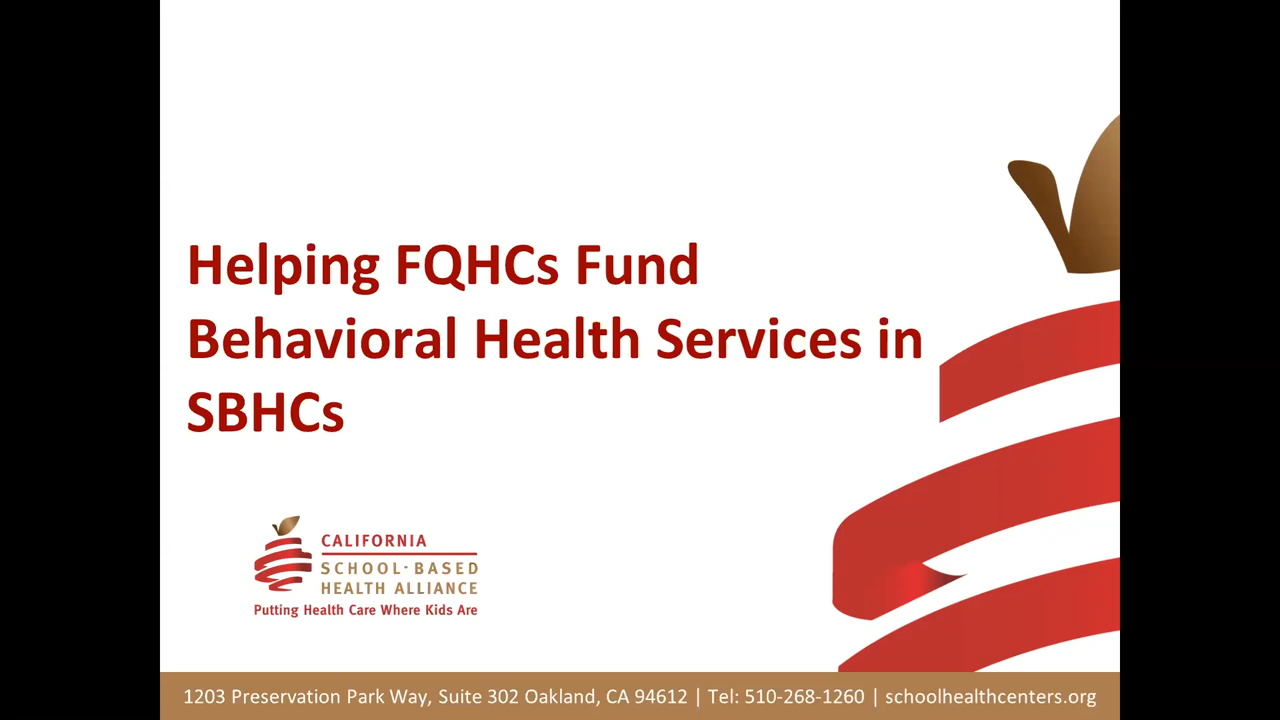 Helping FQHCs Fund
Behavioral Health Services in
SBHCs
CALIFORNIA
SCHOOL-BASED
HEALTH ALLIANCE
Putting Health Care Where Kids Are
1203 Preservation Park Way, Suite 302 Oakland, CA 94612 | Tel: 510-268-1260 | schoolhealthcenters.org